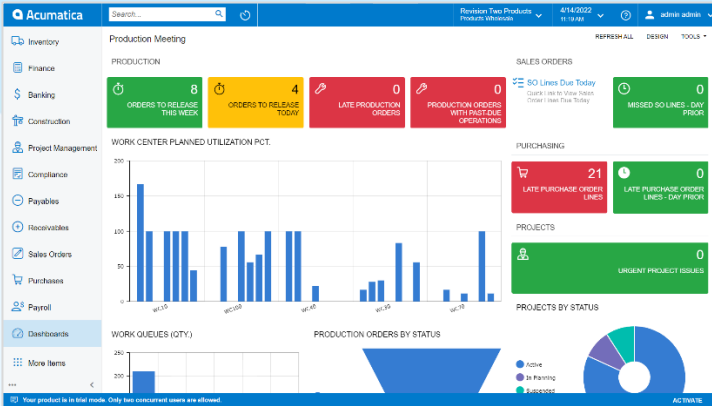 Acumatica
Search...
Revision Two Products
Products Wholesale
4/14/2022
11:19 AM
admin admin
Production Meeting
REFRESH ALL
DESIGN
TOOLS
Inventory
Finance
Banking
Construction
Project Management
Compliance
Payables
Receivables
Sales Orders
Purchases
Payroll
Dashboards
More Items
PRODUCTION
8
ORDERS TO RELEASE
THIS WEEK
4
ORDERS TO RELEASE
TODAY
0
LATE PRODUCTION
ORDERS
0
PRODUCTION ORDERS
WITH PAST-DUE
OPERATIONS
SALES ORDERS
SO Lines Due Today
Quick Link to View Sales
Order Lines Due Today
0
MISSED SO LINES - DAY
PRIOR
WORK CENTER PLANNED UTILIZATION PCT.
200
150
100
50
0
WC10
WC100
WC40
WC70
PURCHASING
21
LATE PURCHASE ORDER
LINES
0
LATE PURCHASE ORDER
LINES - DAY PRIOR
PROJECTS
0
URGENT PROJECT ISSUES
PROJECTS BY STATUS
Active
In Planning
Suspended
WORK QUEUES (QTY.)
250
200
PRODUCTION ORDERS BY STATUS
Your product is in trial mode. Only two concurrent users are allowed.
ACTIVATE